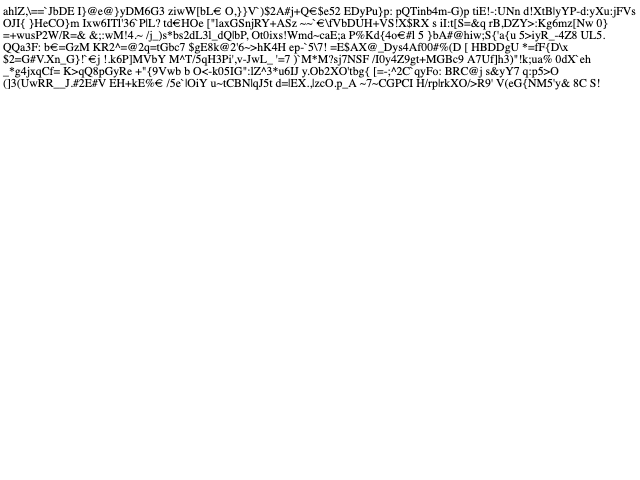 ahlZ,\==`JbDE I}@e@}yDM6G3 ziwW[bL€ O,}}V`)$2A#j+Q€$e52 EDyPu}p: pQTinb4m-G)p tiE!-:UNn d!XtB|yYP-d:yXu:jFVs
OJI{ }HeCO}m Ixw6ITl'36`P|L? td€HOe ["laxGSnjRY+ASz ~~`€\fVbDUH+VS!X$RX s iI:t[S=&q rB,DZY>:Kg6mz[Nw 0}
=+wusP2W/R=& &;:wM!4.~ /j_)s*bs2dL3l_dQ|bP, Ot0ixs!Wmd~caE;a P%Kd{4o€#l 5 }bA#@hiw;S{'a{u 5>iyR_-4Z8 UL5.
QQa3F: b€=GzM KR2^=@2q=tGbc7 $gE8k@2'6~>hK4H ep-`5\7! =E$AX@_Dys4Af00#%(D [ HBDDgU *=fF{D\x
$2=G#V.Xn_G}!`€j !.k6P]MVbY M^T/5qH3Pi',v-JwL_ '=7 )`M*M?sj7NSF /I0y4Z9gt+MGBc9 A7Uf]h3)"!k;ua% 0dX`eh
_*g4jxqCf= K>qQ8pGyRe +"{9Vwb b O<-k05IG":lZ^3*u6IJ y.Ob2XO'tbg{ [=-;^2C`qyFo: BRC@j s&yY7 q:p5>O
(]3(UwRR__J.#2E#V EH+kE%€ /5e`|OiY u~tCBN|qJ5t d=|EX.,|zcO.p_A ~7~CGPCI H/rp|rkXO/>R9' V(eG{NM5'y& 8C S!